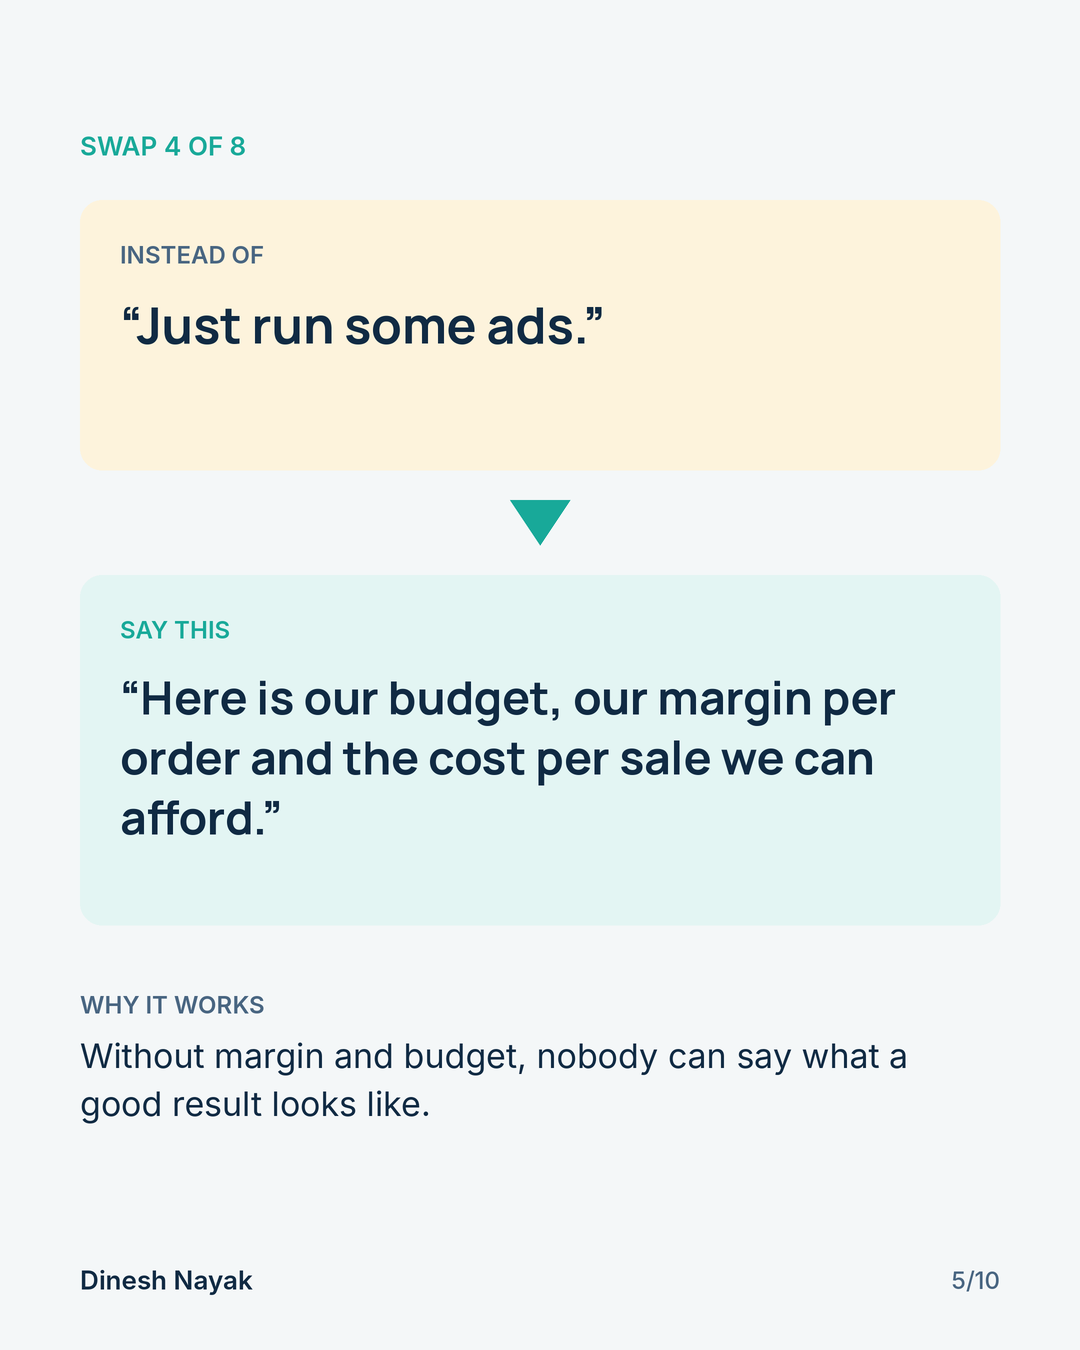 SWAP 4 OF 8
INSTEAD OF
“Just run some ads.”
SAY THIS
“Here is our budget, our margin per
order and the cost per sale we can
afford.”
WHY IT WORKS
Without margin and budget, nobody can say what a
good result looks like.
Dinesh Nayak
5/10